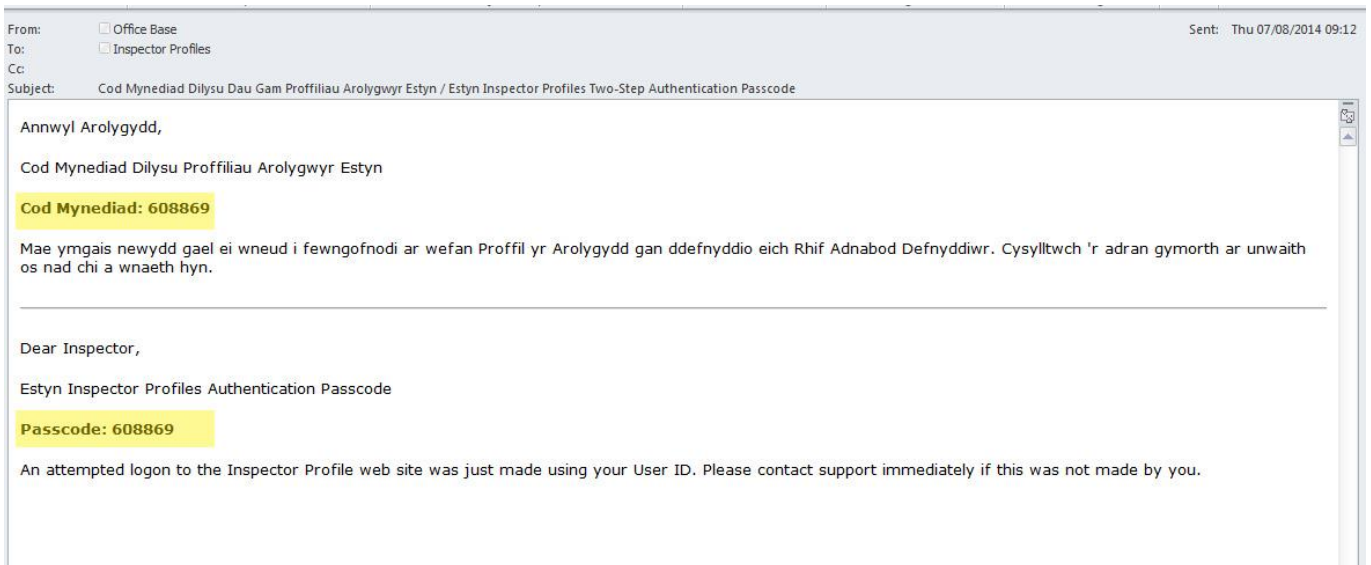 From: Office Base Sent: Thu 07/08/2014 09:12
To: Inspector Profiles
Cc:
Subject: Cod Mynediad Dilysu Dau Gam Proffiliau Arolygwyr Estyn / Estyn Inspector Profiles Two-Step Authentication Passcode
Annwyl Arolygydd,
Cod Mynediad Dilysu Proffiliau Arolygwyr Estyn
Cod Mynediad: 608869
Mae ymgais newydd gael ei wneud i fewngofnodi ar wefan Proffil yr Arolygydd gan ddefnyddio eich Rhif Adnabod Defnyddiwr. Cysylltwch 'r adran gymorth ar unwaith
os nad chi a wnaeth hyn.
Dear Inspector,
Estyn Inspector Profiles Authentication Passcode
Passcode: 608869
An attempted logon to the Inspector Profile web site was just made using your User ID. Please contact support immediately if this was not made by you.